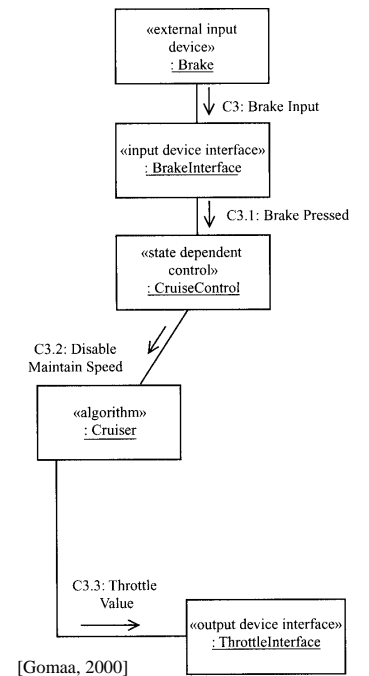 «external input
device»
: Brake
C3: Brake Input
«input device interface»
: BrakeInterface
C3.1: Brake Pressed
«state dependent
control»
: CruiseControl
C3.2: Disable
Maintain Speed
«algorithm»
: Cruiser
C3.3: Throttle
Value
«output device interface»
: ThrottleInterface
[Gomaa, 2000]